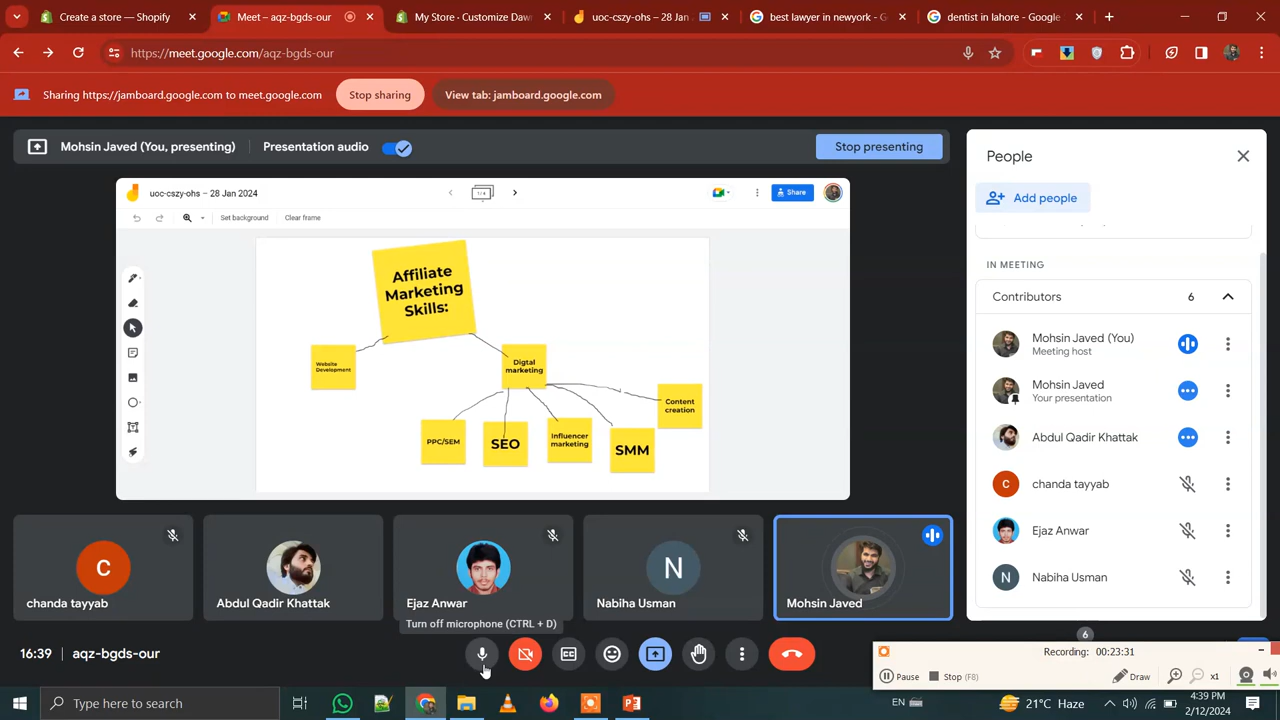 Create a store — Shopify
Meet – aqz-bgds-our
My Store · Customize Daw
uoc-cszy-ohs – 28 Jan
best lawyer in newyork - G
dentist in lahore - Google
https://meet.google.com/aqz-bgds-our
Sharing https://jamboard.google.com to meet.google.com
Stop sharing
View tab: jamboard.google.com
Mohsin Javed (You, presenting)
Presentation audio
Stop presenting
uoc-cszy-ohs – 28 Jan 2024
Share
Set background
Clear frame
Affiliate
Marketing
Skills:
Website
Development
Digtal
marketing
Content
creation
PPC/SEM
SEO
Influencer
marketing
SMM
People
Add people
IN MEETING
Contributors
6
Mohsin Javed (You)
Meeting host
Mohsin Javed
Your presentation
Abdul Qadir Khattak
C
chanda tayyab
Ejaz Anwar
N
Nabiha Usman
C
chanda tayyab
Abdul Qadir Khattak
Ejaz Anwar
N
Nabiha Usman
Mohsin Javed
Turn off microphone (CTRL + D)
16:39
aqz-bgds-our
6
Recording: 00:23:31
Pause
Stop (F8)
Draw
x1
Type here to search
21°C Haze
EN
4:39 PM
2/12/2024